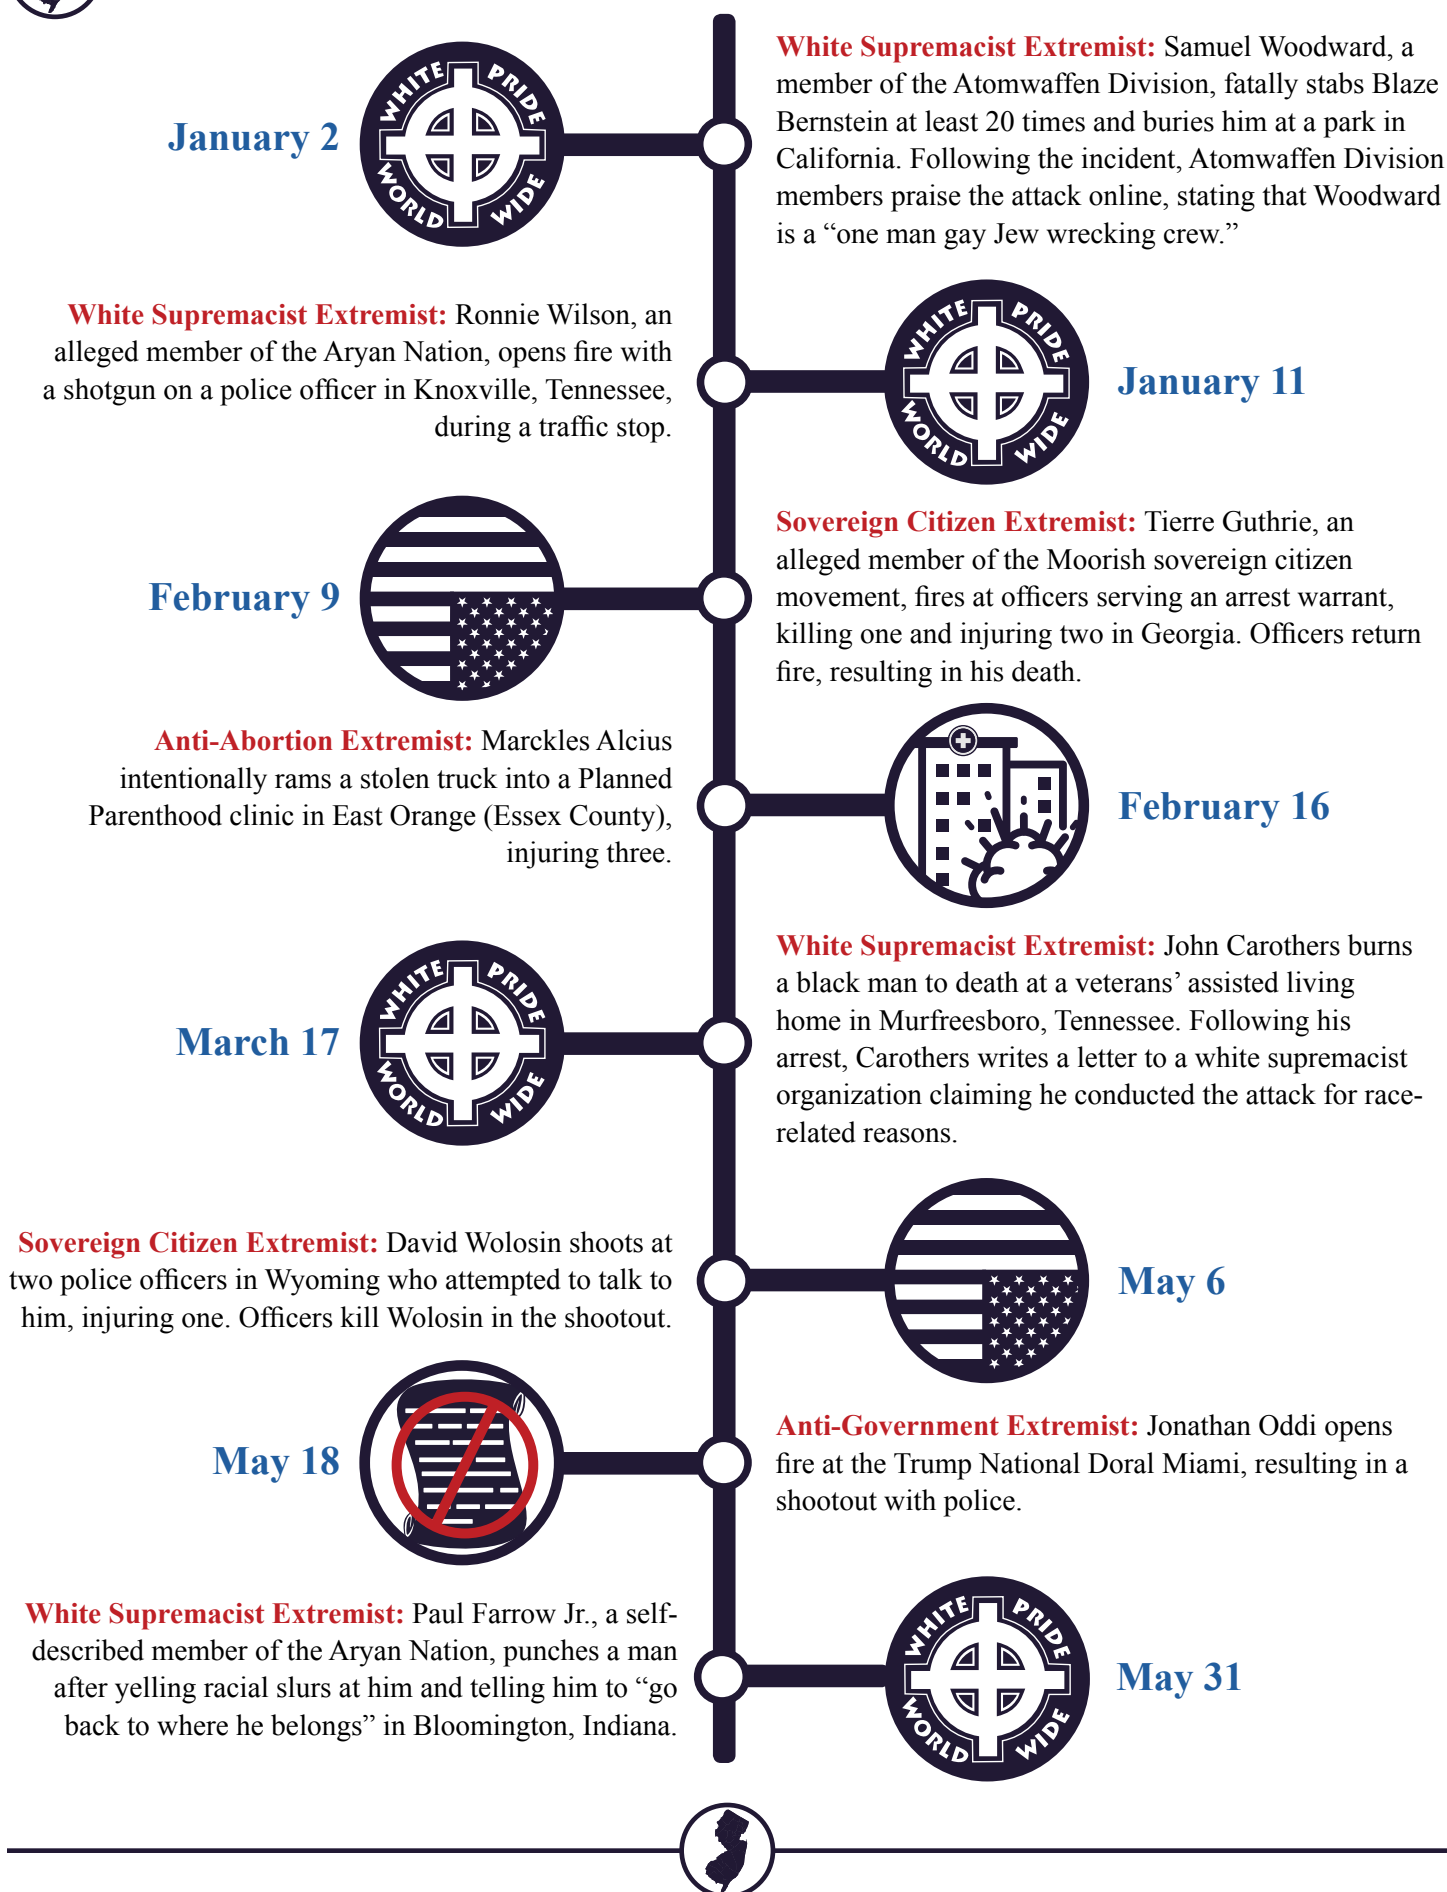 January 2
WHITE PRIDE
WORLD WIDE
White Supremacist Extremist: Samuel Woodward, a
member of the Atomwaffen Division, fatally stabs Blaze
Bernstein at least 20 times and buries him at a park in
California. Following the incident, Atomwaffen Division
members praise the attack online, stating that Woodward
is a “one man gay Jew wrecking crew.”
White Supremacist Extremist: Ronnie Wilson, an
alleged member of the Aryan Nation, opens fire with
a shotgun on a police officer in Knoxville, Tennessee,
during a traffic stop.
WHITE PRIDE
WORLD WIDE
January 11
February 9
Sovereign Citizen Extremist: Tierre Guthrie, an
alleged member of the Moorish sovereign citizen
movement, fires at officers serving an arrest warrant,
killing one and injuring two in Georgia. Officers return
fire, resulting in his death.
Anti-Abortion Extremist: Marckles Alcius
intentionally rams a stolen truck into a Planned
Parenthood clinic in East Orange (Essex County),
injuring three.
February 16
March 17
WHITE PRIDE
WORLD WIDE
White Supremacist Extremist: John Carothers burns
a black man to death at a veterans’ assisted living
home in Murfreesboro, Tennessee. Following his
arrest, Carothers writes a letter to a white supremacist
organization claiming he conducted the attack for race-
related reasons.
Sovereign Citizen Extremist: David Wolosin shoots at
two police officers in Wyoming who attempted to talk to
him, injuring one. Officers kill Wolosin in the shootout.
May 6
May 18
Anti-Government Extremist: Jonathan Oddi opens
fire at the Trump National Doral Miami, resulting in a
shootout with police.
White Supremacist Extremist: Paul Farrow Jr., a self-
described member of the Aryan Nation, punches a man
after yelling racial slurs at him and telling him to “go
back to where he belongs” in Bloomington, Indiana.
WHITE PRIDE
WORLD WIDE
May 31